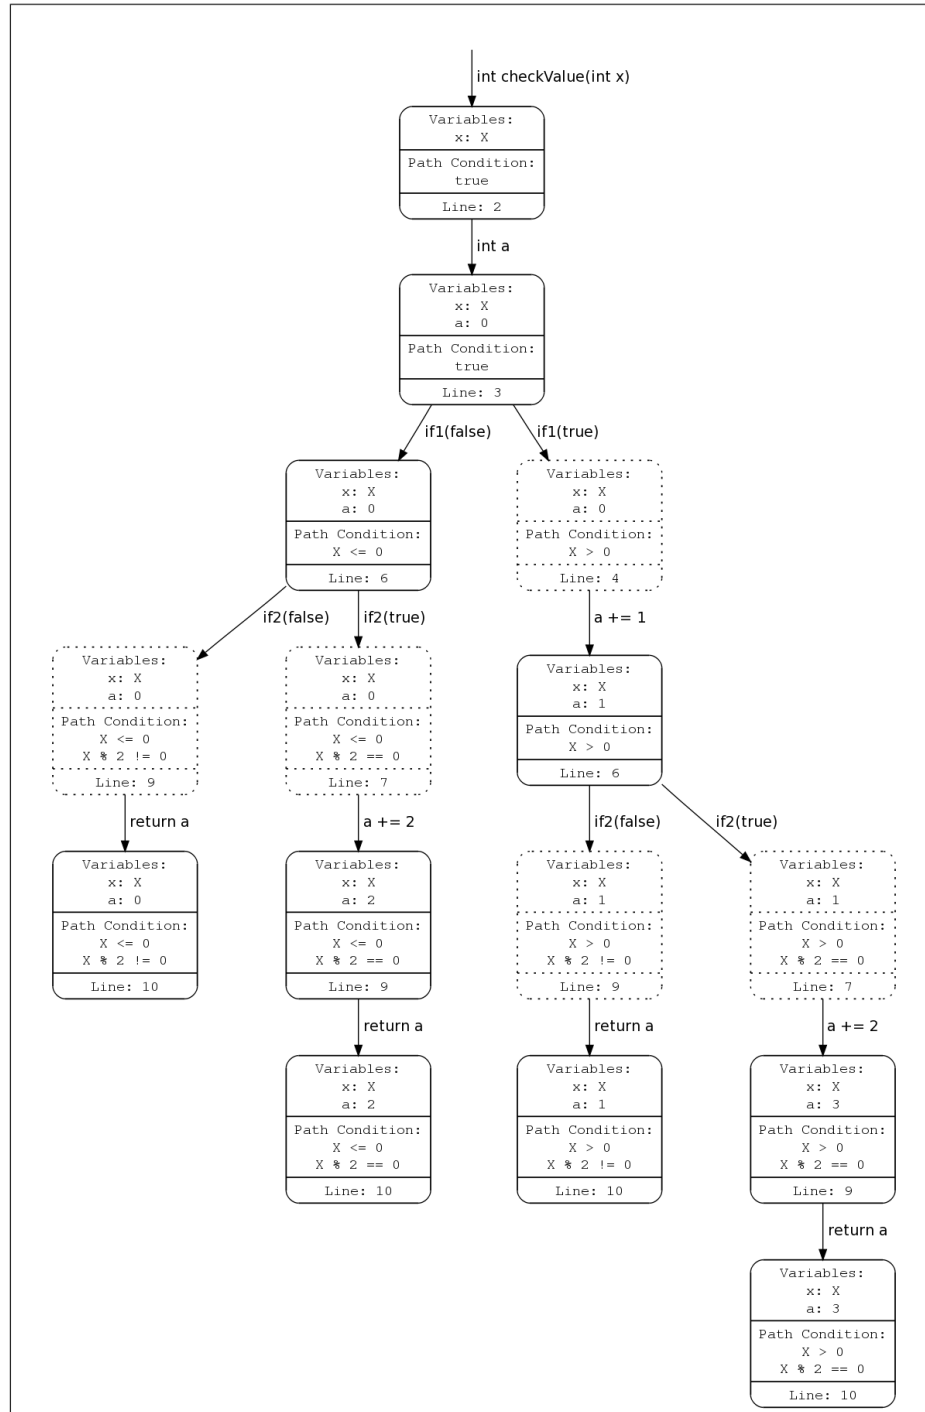 int checkValue(int x)
Variables:
x: X
Path Condition:
true
Line: 2
int a
Variables:
x: X
a: 0
Path Condition:
true
Line: 3
if1(false)
if1(true)
Variables:
x: X
a: 0
Path Condition:
X <= 0
Line: 6
Variables:
x: X
a: 0
Path Condition:
X > 0
Line: 4
if2(false)
if2(true)
a += 1
Variables:
x: X
a: 0
Path Condition:
X <= 0
X % 2 != 0
Line: 9
Variables:
x: X
a: 0
Path Condition:
X <= 0
X % 2 == 0
Line: 7
Variables:
x: X
a: 1
Path Condition:
X > 0
Line: 6
return a
a += 2
if2(false)
if2(true)
Variables:
x: X
a: 0
Path Condition:
X <= 0
X % 2 != 0
Line: 10
Variables:
x: X
a: 2
Path Condition:
X <= 0
X % 2 == 0
Line: 9
Variables:
x: X
a: 1
Path Condition:
X > 0
X % 2 != 0
Line: 9
Variables:
x: X
a: 1
Path Condition:
X > 0
X % 2 == 0
Line: 7
return a
return a
a += 2
Variables:
x: X
a: 2
Path Condition:
X <= 0
X % 2 == 0
Line: 10
Variables:
x: X
a: 1
Path Condition:
X > 0
X % 2 != 0
Line: 10
Variables:
x: X
a: 3
Path Condition:
X > 0
X % 2 == 0
Line: 9
return a
Variables:
x: X
a: 3
Path Condition:
X > 0
X % 2 == 0
Line: 10